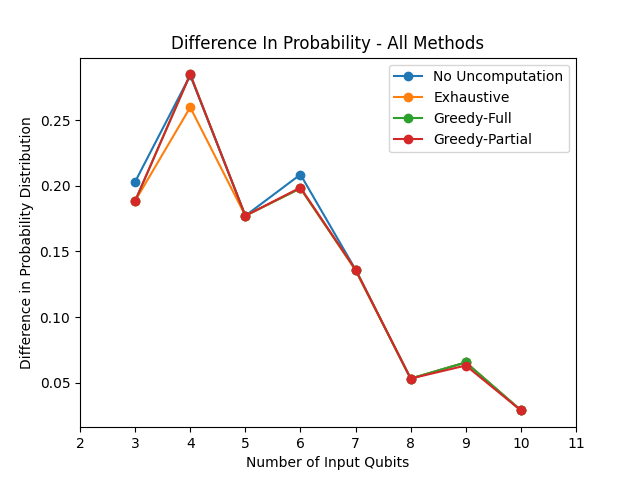 Difference In Probability - All Methods
No Uncomputation
Exhaustive
Greedy-Full
Greedy-Partial
0.25
0.20
0.15
0.10
0.05
Difference in Probability Distribution
2 3 4 5 6 7 8 9 10 11
Number of Input Qubits